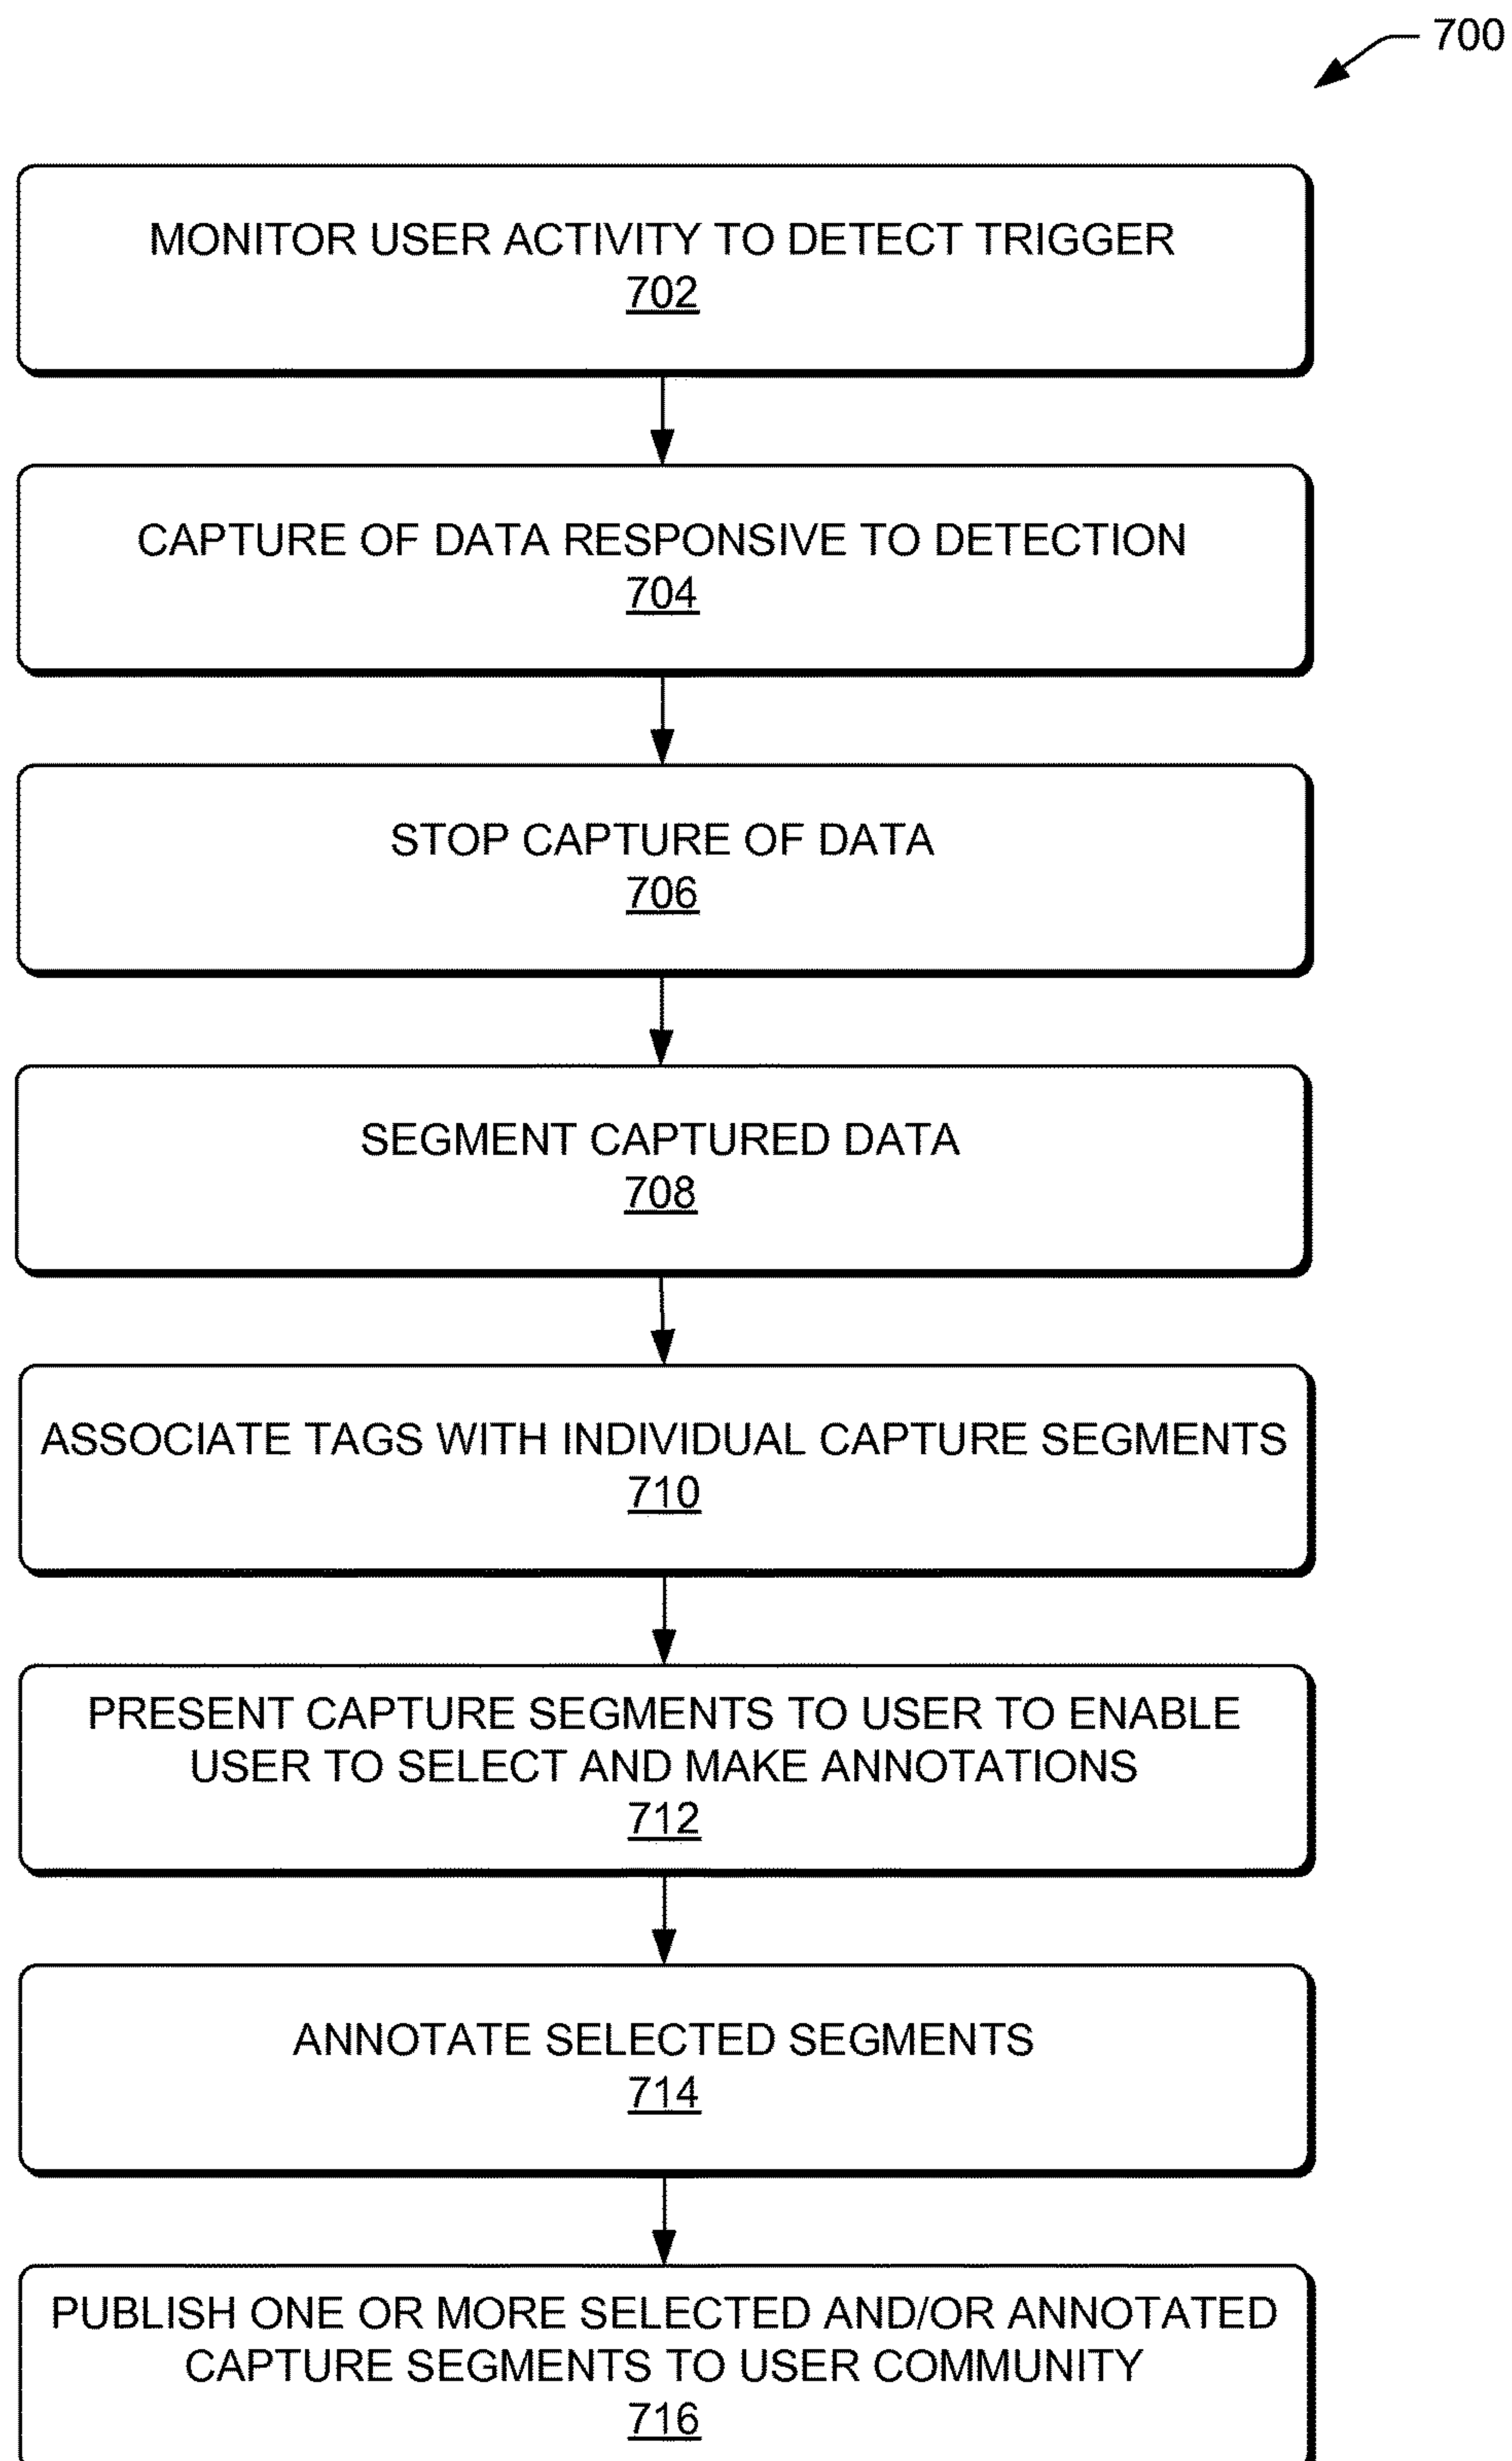 700
MONITOR USER ACTIVITY TO DETECT TRIGGER
702
CAPTURE OF DATA RESPONSIVE TO DETECTION
704
STOP CAPTURE OF DATA
706
SEGMENT CAPTURED DATA
708
ASSOCIATE TAGS WITH INDIVIDUAL CAPTURE SEGMENTS
710
PRESENT CAPTURE SEGMENTS TO USER TO ENABLE
USER TO SELECT AND MAKE ANNOTATIONS
712
ANNOTATE SELECTED SEGMENTS
714
PUBLISH ONE OR MORE SELECTED AND/OR ANNOTATED
CAPTURE SEGMENTS TO USER COMMUNITY
716